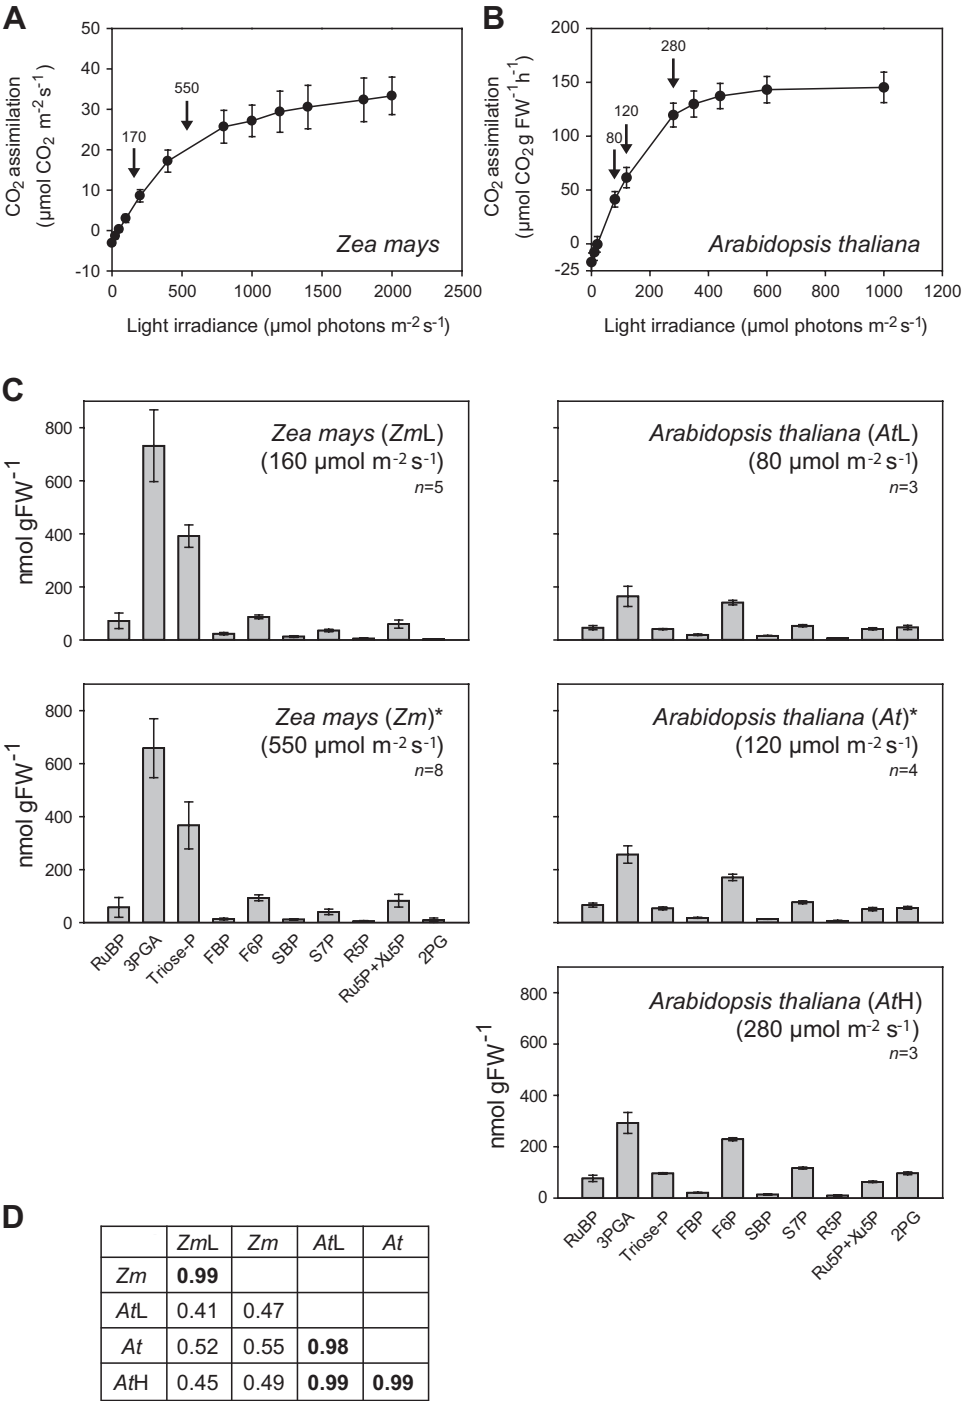 A
50
40
30
20
10
0
-10
CO2 assimilation
(µmol CO2 m-2 s-1)
170
550
Zea mays
0 500 1000 1500 2000 2500
Light irradiance (µmol photons m-2 s-1)
B
200
150
100
50
0
-25
CO2 assimilation
(µmol CO2 g FW-1h-1)
80
120
280
Arabidopsis thaliana
0 200 400 600 800 1000 1200
Light irradiance (µmol photons m-2 s-1)
C
800
600
400
200
0
nmol gFW-1
Zea mays (ZmL)
(160 µmol m-2 s-1)
n=5
Arabidopsis thaliana (AtL)
(80 µmol m-2 s-1)
n=3
800
600
400
200
0
nmol gFW-1
Zea mays (Zm)*
(550 µmol m-2 s-1)
n=8
RuBP 3PGA Triose-P FBP F6P SBP S7P R5P Ru5P+Xu5P 2PG
Arabidopsis thaliana (At)*
(120 µmol m-2 s-1)
n=4
800
600
400
200
0
nmol gFW-1
Arabidopsis thaliana (AtH)
(280 µmol m-2 s-1)
n=3
RuBP 3PGA Triose-P FBP F6P SBP S7P R5P Ru5P+Xu5P 2PG
D
ZmL Zm AtL At
Zm 0.99
AtL 0.41 0.47
At 0.52 0.55 0.98
AtH 0.45 0.49 0.99 0.99